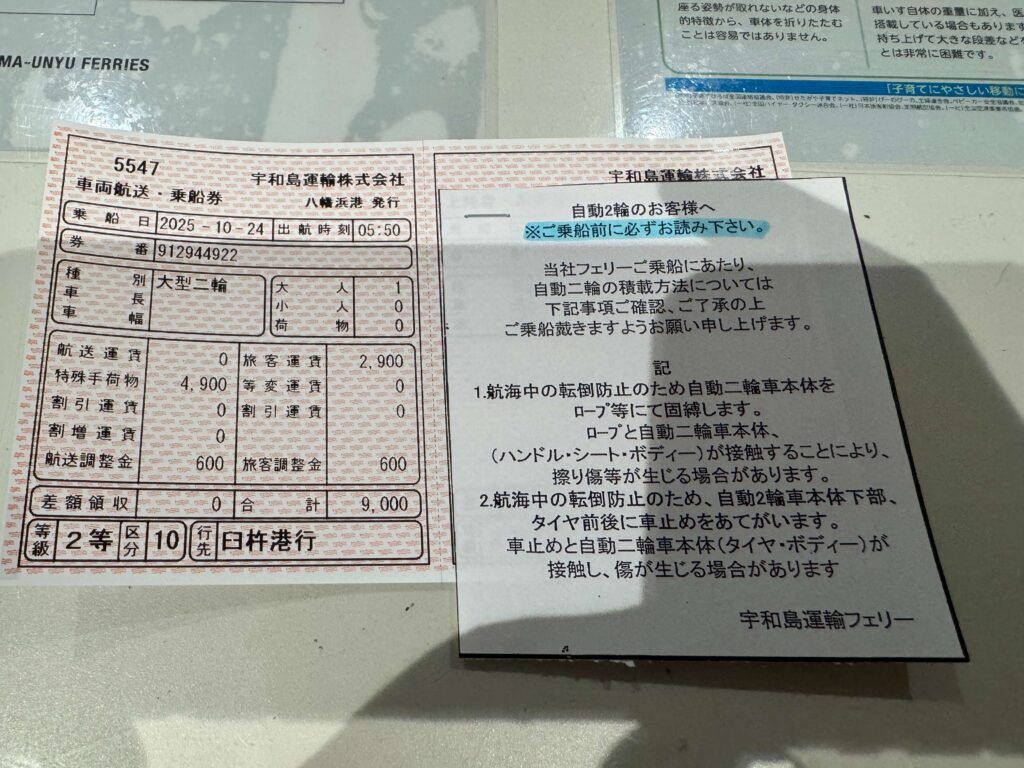 MA-UNYU FERRIES
座る姿勢が取れないなどの身体
的特徴から、車体を折りたたむ
ことは容易ではありません。
車いす自体の重量に加え、医
搭載している場合もあります
持ち上げて大きな段差などを
とは非常に困難です。
「子育てにやさしい移動に
5547
宇和島運輸株式会社
車両航送・乗船券
八幡浜港 発行
乗船日 2025-10-24 出航時刻 05:50
券番 912944922
種別 大型二輪 大人 1
車長 小人 0
車幅 荷物 0
航送運賃 0 旅客運賃 2,900
特殊手荷物 4,900 等変運賃 0
割引運賃 0 割引運賃 0
割増運賃 0
航送調整金 600 旅客調整金 600
差額領収 0 合計 9,000
等級 2等 区分 10 行先 臼杵港行
宇和島運輸株式会社
自動2輪のお客様へ
※ご乗船前に必ずお読み下さい。
当社フェリーご乗船にあたり、
自動二輪の積載方法については
下記事項ご確認、ご了承の上
ご乗船戴きますようお願い申し上げます。
記
1.航海中の転倒防止のため自動二輪車本体を
ロープ等にて固縛します。
ロープと自動二輪車本体、
(ハンドル・シート・ボディー)が接触することにより、
擦り傷等が生じる場合があります。
2.航海中の転倒防止のため、自動2輪車本体下部、
タイヤ前後に車止めをあてがいます。
車止めと自動二輪車本体(タイヤ・ボディー)が
接触し、傷が生じる場合があります
宇和島運輸フェリー